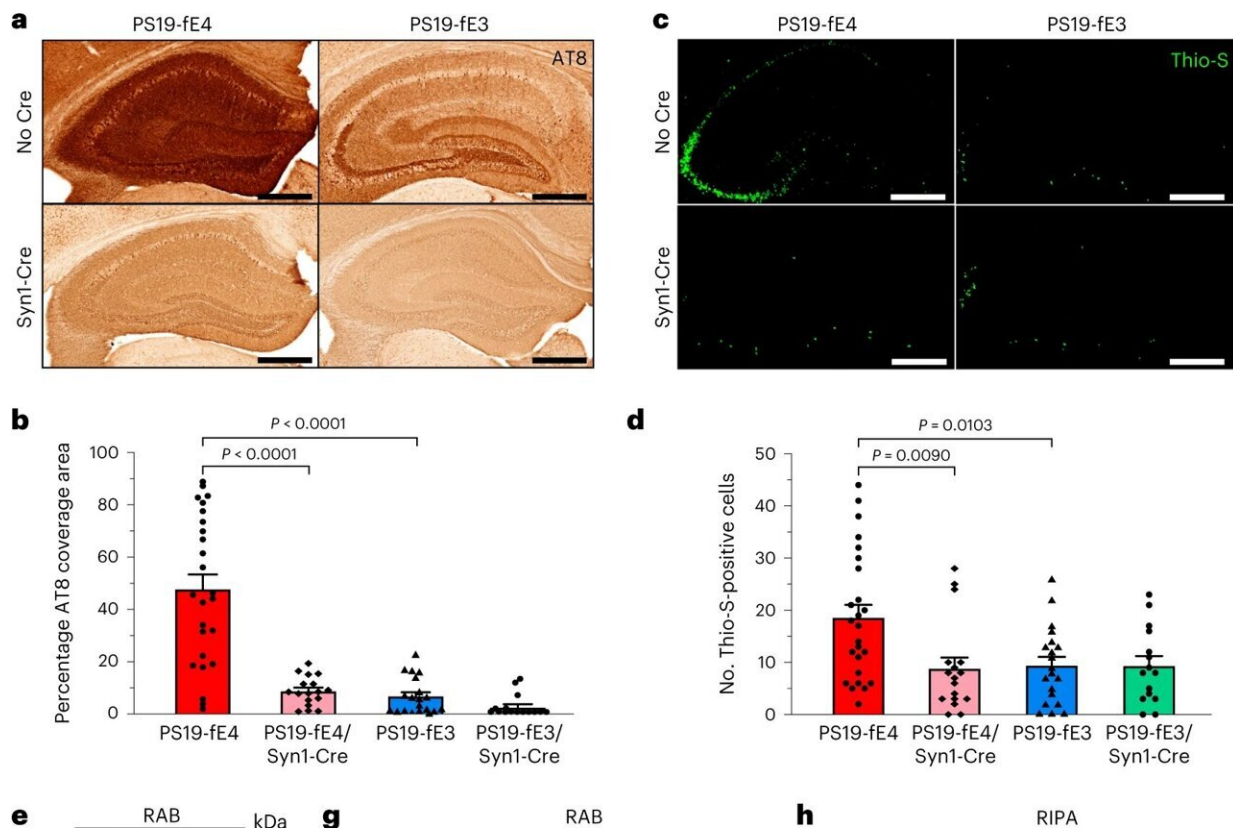 a
PS19-fE4
PS19-fE3
No Cre
AT8
Syn1-Cre
c
PS19-fE4
PS19-fE3
No Cre
Thio-S
Syn1-Cre
b
P < 0.0001
P < 0.0001
Percentage AT8 coverage area
100
80
60
40
20
0
PS19-fE4
PS19-fE4/
Syn1-Cre
PS19-fE3
PS19-fE3/
Syn1-Cre
d
P = 0.0103
P = 0.0090
No. Thio-S-positive cells
50
40
30
20
10
0
PS19-fE4
PS19-fE4/
Syn1-Cre
PS19-fE3
PS19-fE3/
Syn1-Cre
e
RAB
kDa
g
RAB
h
RIPA